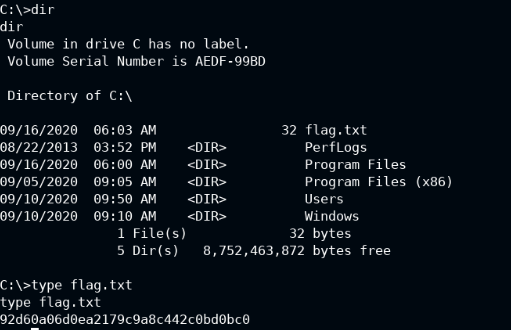 C:\>dir
dir
 Volume in drive C has no label.
 Volume Serial Number is AEDF-99BD

 Directory of C:\

09/16/2020  06:03 AM                32 flag.txt
08/22/2013  03:52 PM    <DIR>          PerfLogs
09/16/2020  06:00 AM    <DIR>          Program Files
09/05/2020  09:05 AM    <DIR>          Program Files (x86)
09/10/2020  09:50 AM    <DIR>          Users
09/10/2020  09:10 AM    <DIR>          Windows
               1 File(s)             32 bytes
               5 Dir(s)   8,752,463,872 bytes free

C:\>type flag.txt
type flag.txt
92d60a06d0ea2179c9a8c442c0bd0bc0